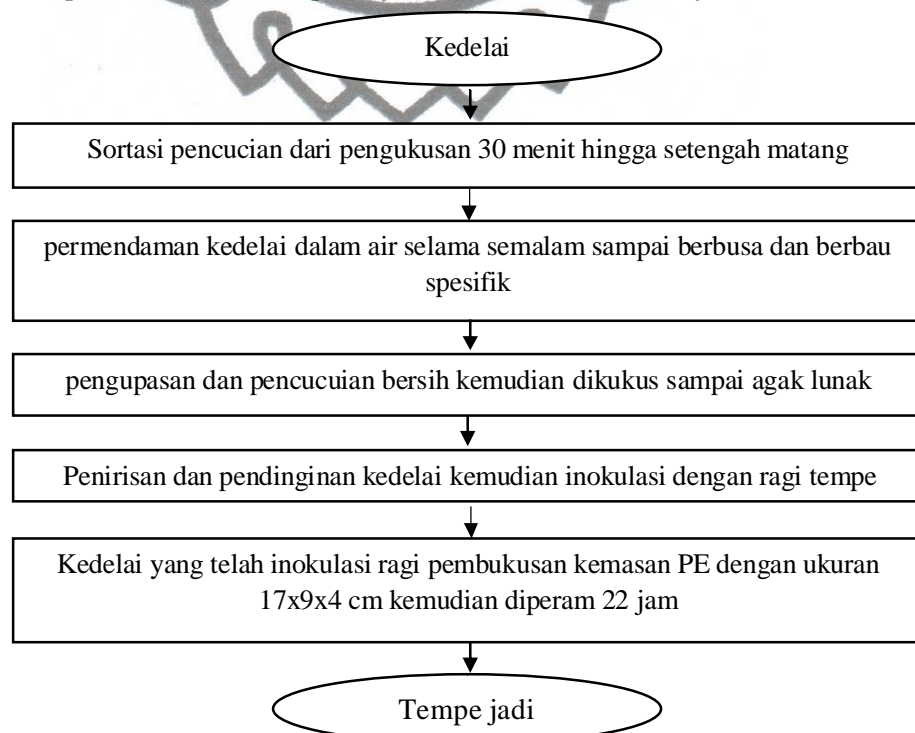 Kedelai
Sortasi pencucian dari pengukusan 30 menit hingga setengah matang
permendaman kedelai dalam air selama semalam sampai berbusa dan berbau
spesifik
pengupasan dan pencucuian bersih kemudian dikukus sampai agak lunak
Penirisan dan pendinginan kedelai kemudian inokulasi dengan ragi tempe
Kedelai yang telah inokulasi ragi pembukusan kemasan PE dengan ukuran
17x9x4 cm kemudian diperam 22 jam
Tempe jadi